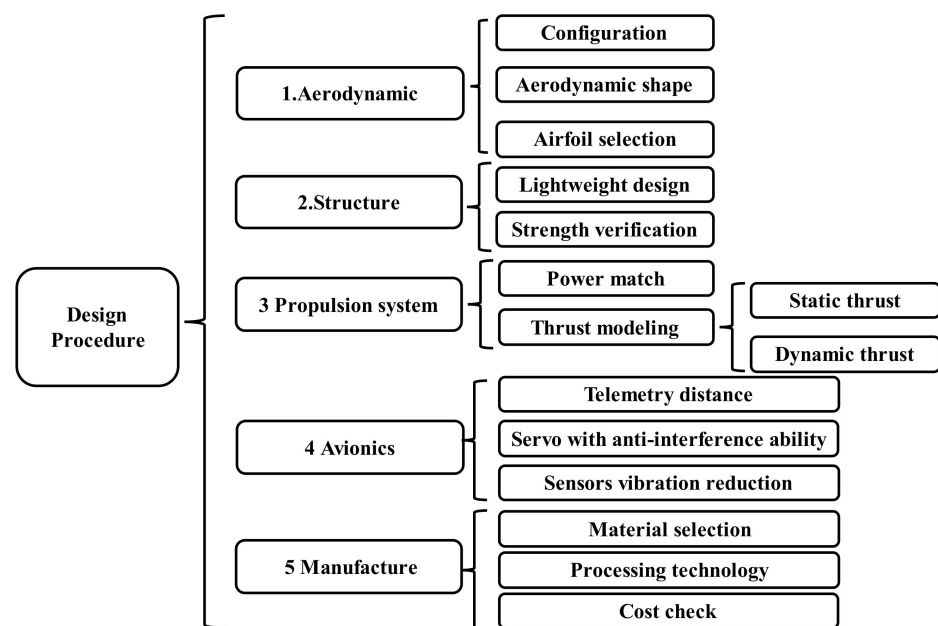 Design
Procedure
1.Aerodynamic
Configuration
Aerodynamic shape
Airfoil selection
2.Structure
Lightweight design
Strength verification
3 Propulsion system
Power match
Thrust modeling
Static thrust
Dynamic thrust
4 Avionics
Telemetry distance
Servo with anti-interference ability
Sensors vibration reduction
5 Manufacture
Material selection
Processing technology
Cost check